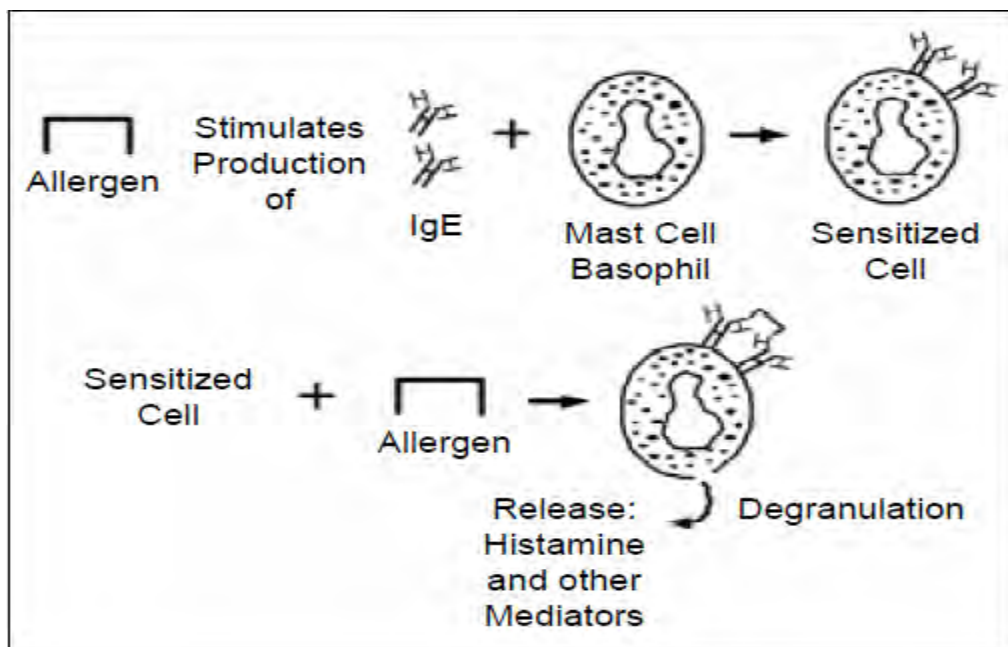 Allergen
Stimulates
Production
of
IgE
+
Mast Cell
Basophil
Sensitized
Cell
Sensitized
Cell
+
Allergen
Release:
Histamine
and other
Mediators
Degranulation